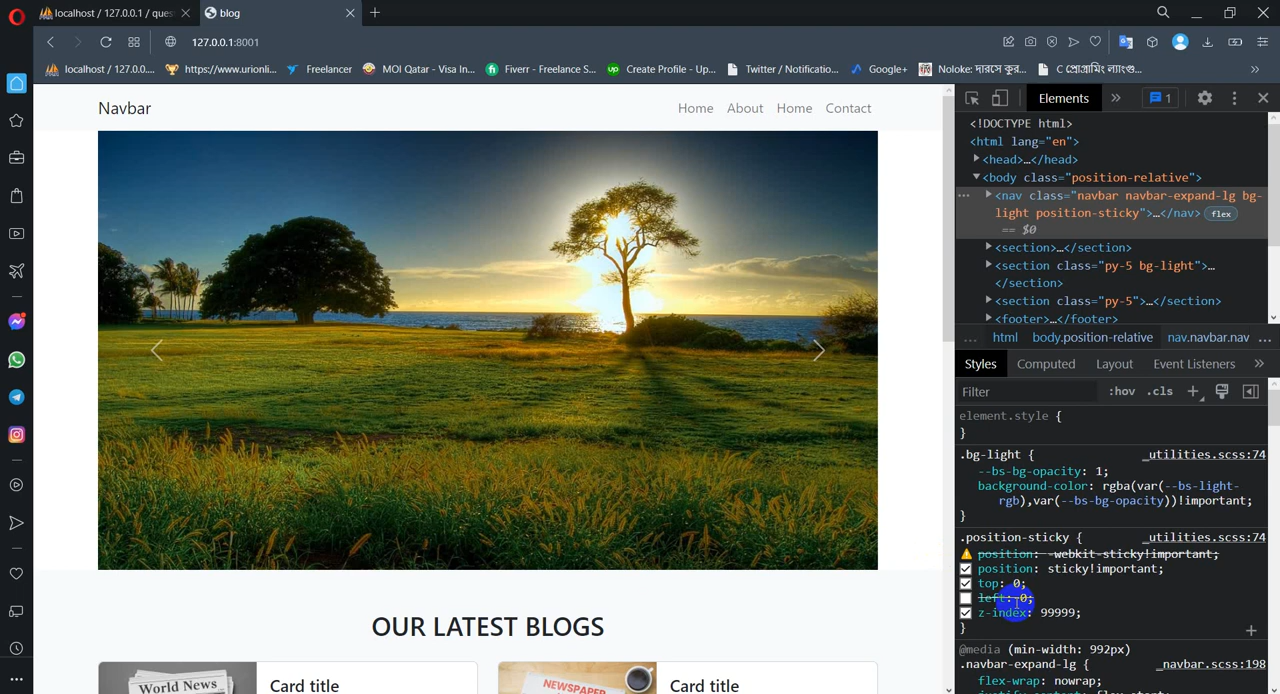 localhost / 127.0.0.1 / ques
blog
127.0.0.1:8001
localhost / 127.0.0....
https://www.urionli...
Freelancer
MOI Qatar - Visa In...
Fiverr - Freelance S...
Create Profile - Up...
Twitter / Notificatio...
Google+
Noloke: দারসে কুর...
C প্রোগ্রামিং ল্যাংগু...
Navbar
Home About Home Contact
Elements
1
<!DOCTYPE html>
<html lang="en">
<head>…</head>
<body class="position-relative">
<nav class="navbar navbar-expand-lg bg-
light position-sticky">…</nav> flex
== $0
<section>…</section>
<section class="py-5 bg-light">…
</section>
<section class="py-5">…</section>
<footer>…</footer>
... html body.position-relative nav.navbar.nav ...
Styles Computed Layout Event Listeners
Filter :hov .cls
element.style {
}
.bg-light { _utilities.scss:74
--bs-bg-opacity: 1;
background-color: rgba(var(--bs-light-
rgb),var(--bs-bg-opacity))!important;
}
.position-sticky { _utilities.scss:74
position: -webkit-sticky!important;
position: sticky!important;
top: 0;
left: 0;
z-index: 99999;
}
@media (min-width: 992px)
.navbar-expand-lg { _navbar.scss:198
flex-wrap: nowrap;
OUR LATEST BLOGS
World News
Card title
NEWSPAPER
Card title